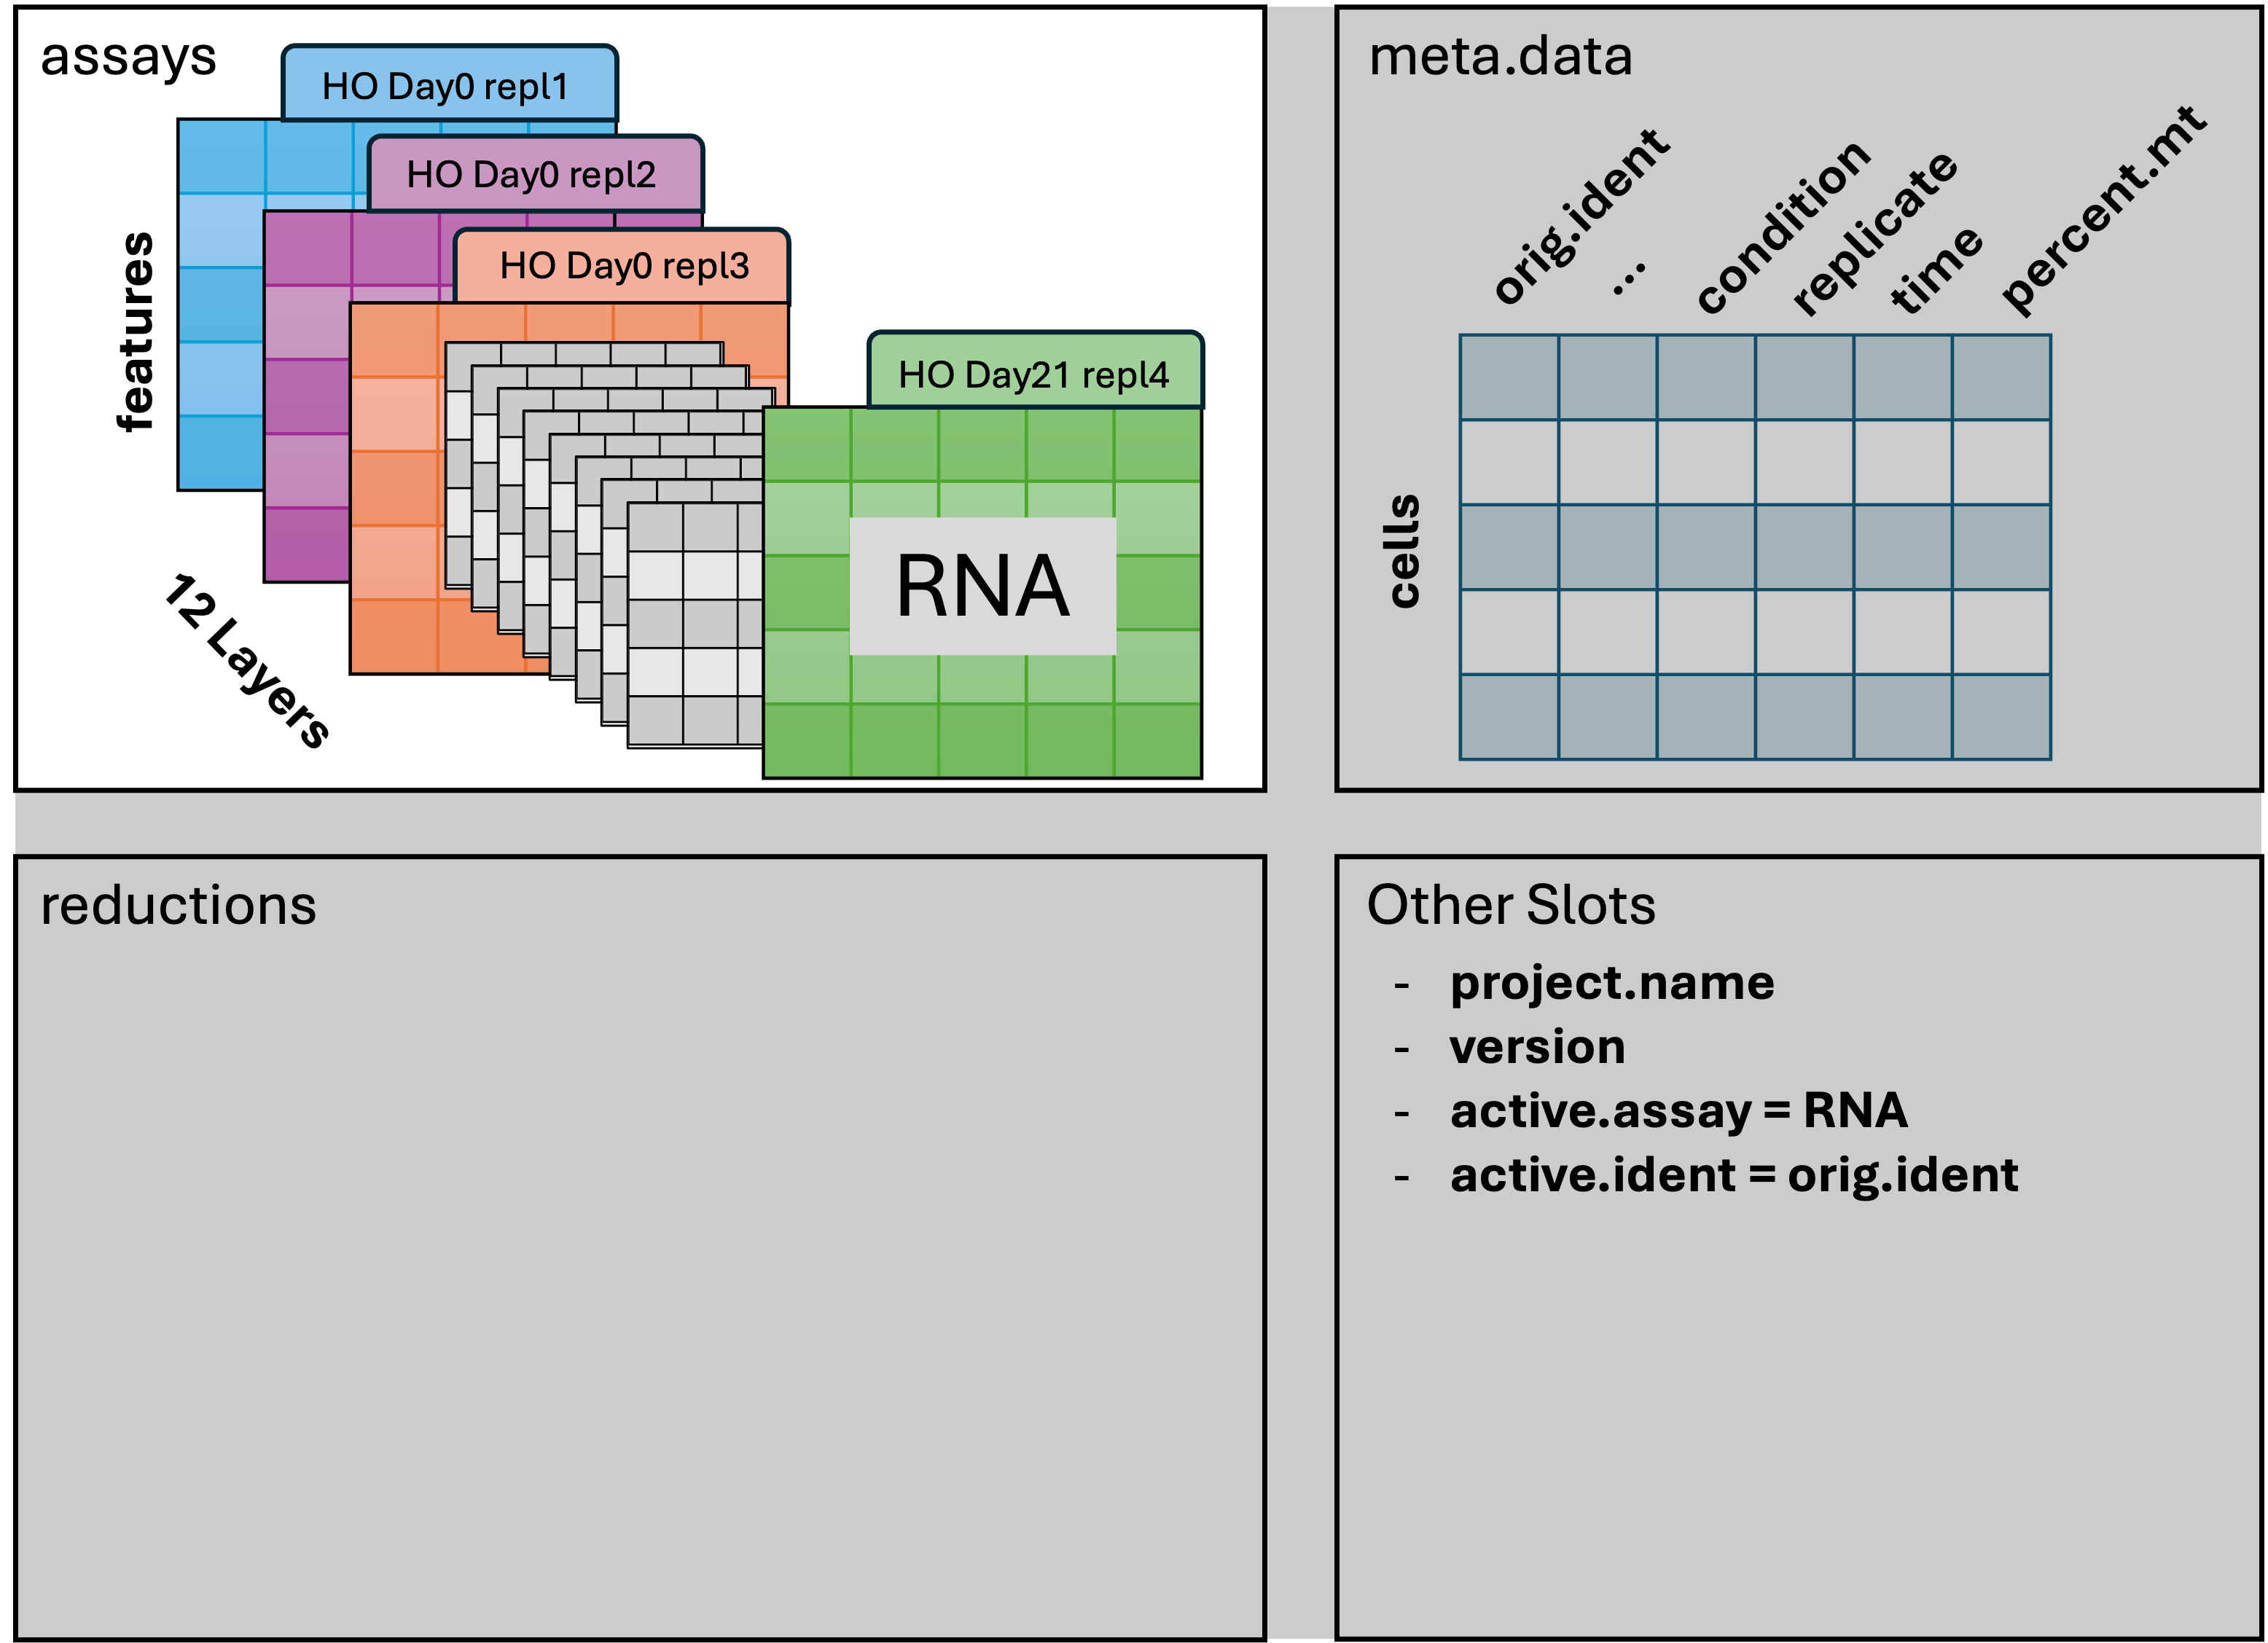 assays
HO Day0 repl1
HO Day0 repl2
HO Day0 repl3
HO Day21 repl4
features
12 Layers
RNA
meta.data
orig.ident
...
condition
replicate
time
percent.mt
cells
reductions
Other Slots
- project.name
- version
- active.assay = RNA
- active.ident = orig.ident